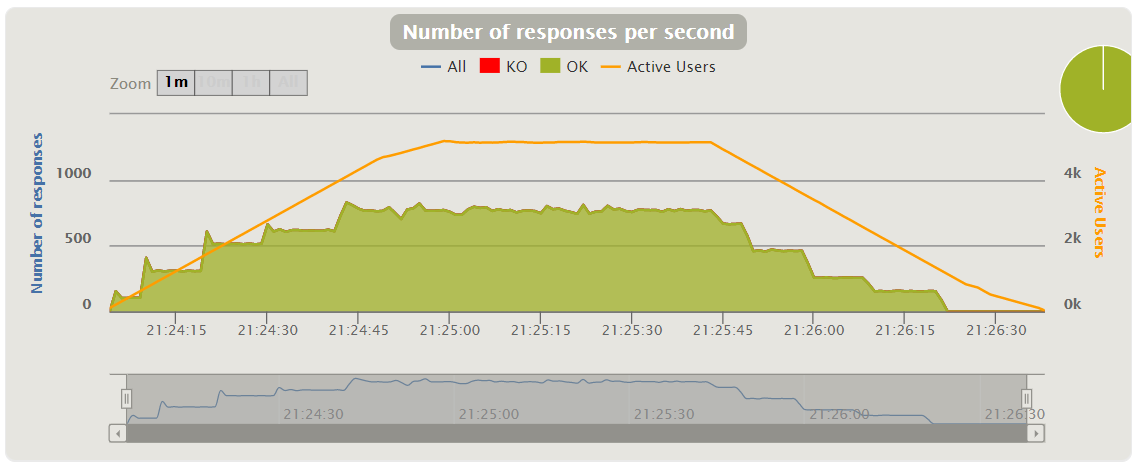 Number of responses per second
All KO OK Active Users
Zoom 1m 10m 1h All
Number of responses
1000
500
0
Active Users
4k
2k
0k
21:24:15 21:24:30 21:24:45 21:25:00 21:25:15 21:25:30 21:25:45 21:26:00 21:26:15 21:26:30
21:24:30 21:25:00 21:25:30 21:26:00 21:26:30